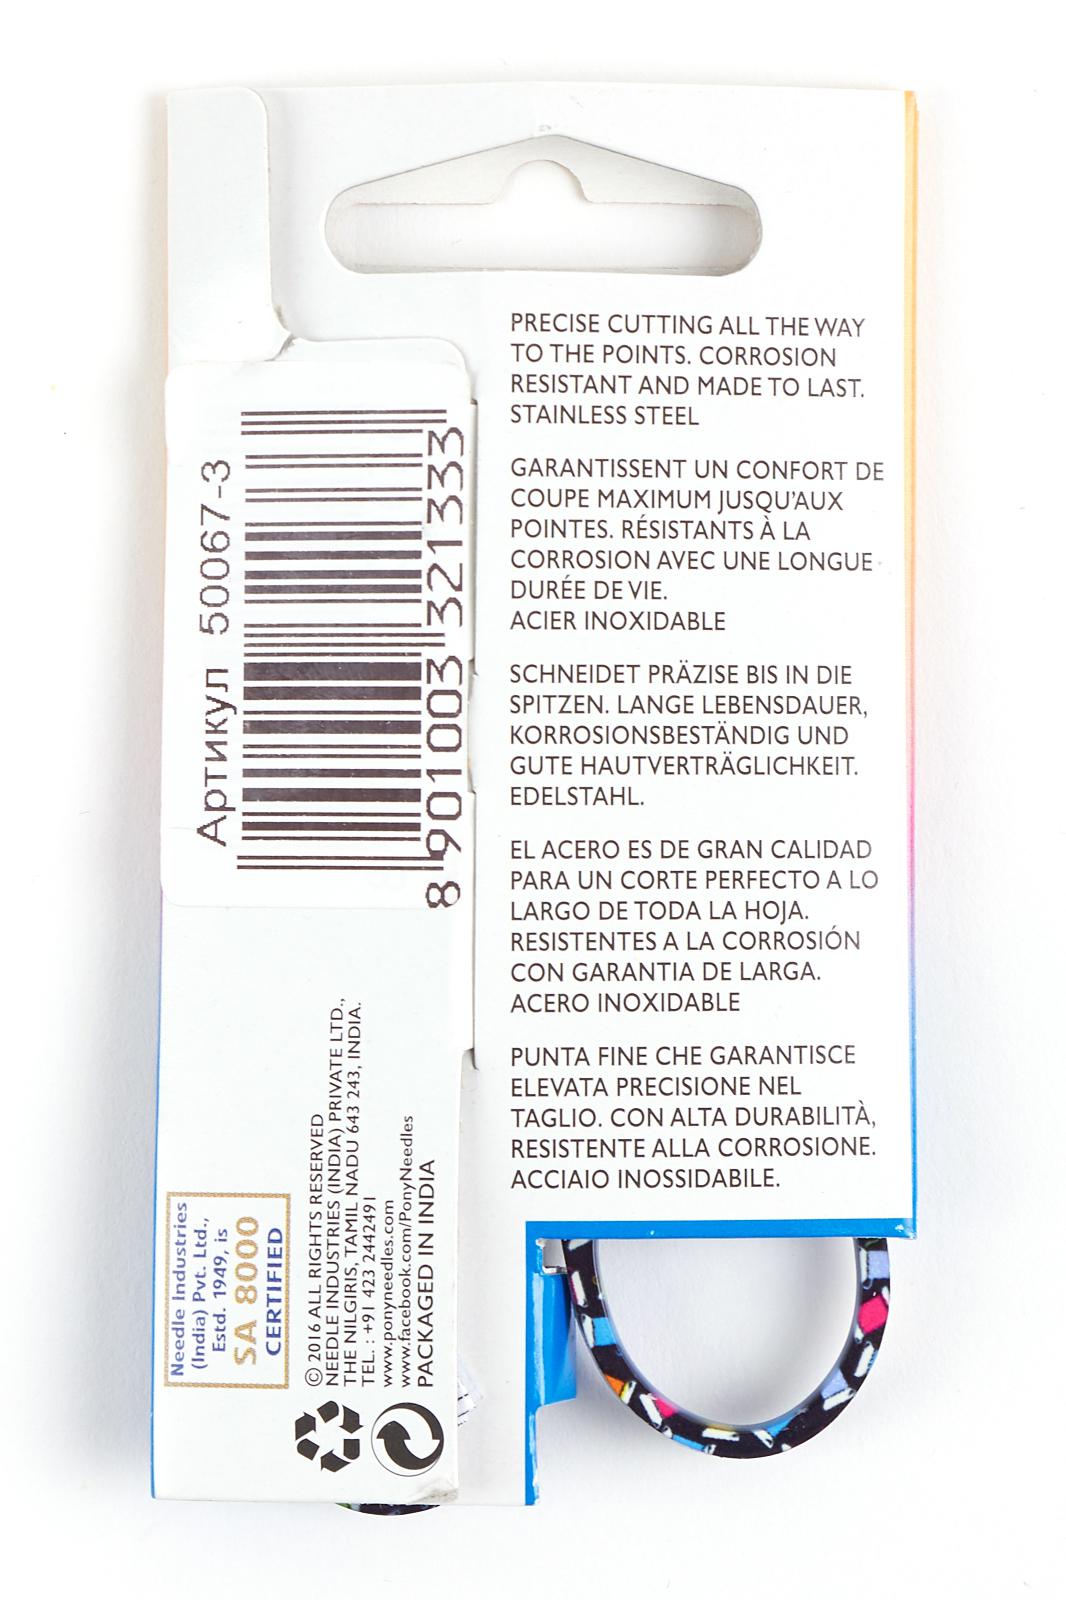 PRECISE CUTTING ALL THE WAY
TO THE POINTS. CORROSION
RESISTANT AND MADE TO LAST.
STAINLESS STEEL
GARANTISSENT UN CONFORT DE
COUPE MAXIMUM JUSQU'AUX
POINTES. RÉSISTANTS À LA
CORROSION AVEC UNE LONGUE
DURÉE DE VIE.
ACIER INOXIDABLE
SCHNEIDET PRÄZISE BIS IN DIE
SPITZEN. LANGE LEBENSDAUER,
KORROSIONSBESTÄNDIG UND
GUTE HAUTVERTRÄGLICHKEIT.
EDELSTAHL.
EL ACERO ES DE GRAN CALIDAD
PARA UN CORTE PERFECTO A LO
LARGO DE TODA LA HOJA.
RESISTENTES A LA CORROSIÓN
CON GARANTIA DE LARGA.
ACERO INOXIDABLE
PUNTA FINE CHE GARANTISCE
ELEVATA PRECISIONE NEL
TAGLIO. CON ALTA DURABILITÀ,
RESISTENTE ALLA CORROSIONE.
ACCIAIO INOSSIDABILE.
Артикул 50067-3
8 901003 321333
Needle Industries
(India) Pvt. Ltd.,
Estd. 1949, is
SA 8000
CERTIFIED
© 2016 ALL RIGHTS RESERVED
NEEDLE INDUSTRIES (INDIA) PRIVATE LTD.,
THE NILGIRIS, TAMIL NADU 643 243, INDIA.
TEL. : +91 423 2442491
www.ponyneedles.com
www.facebook.com/PonyNeedles
PACKAGED IN INDIA